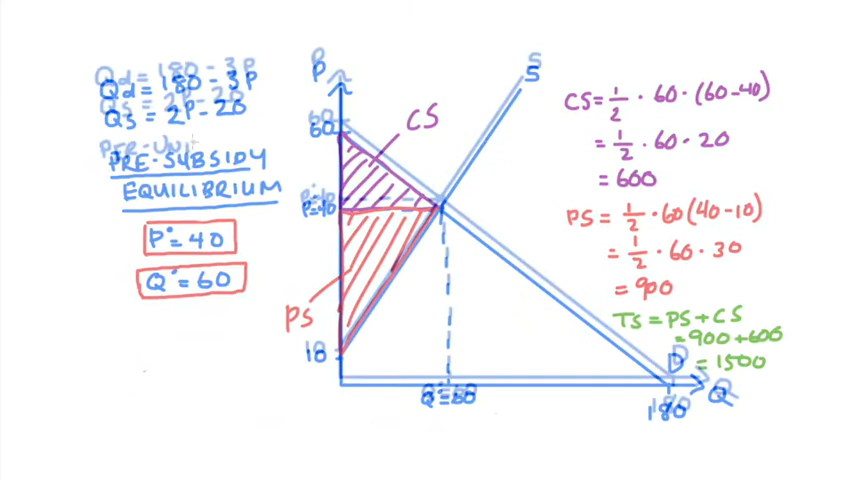 Qd = 180 - 3P
Qs = 2P - 20
PRE-SUBSIDY
EQUILIBRIUM
P* = 40
Q* = 60
P
60
P*=40
10
CS
PS
S
D
Q*=60
180
Q
CS = 1/2 · 60 · (60-40)
= 1/2 · 60 · 20
= 600
PS = 1/2 · 60 (40-10)
= 1/2 · 60 · 30
= 900
TS = PS + CS
= 900 + 600
= 1500